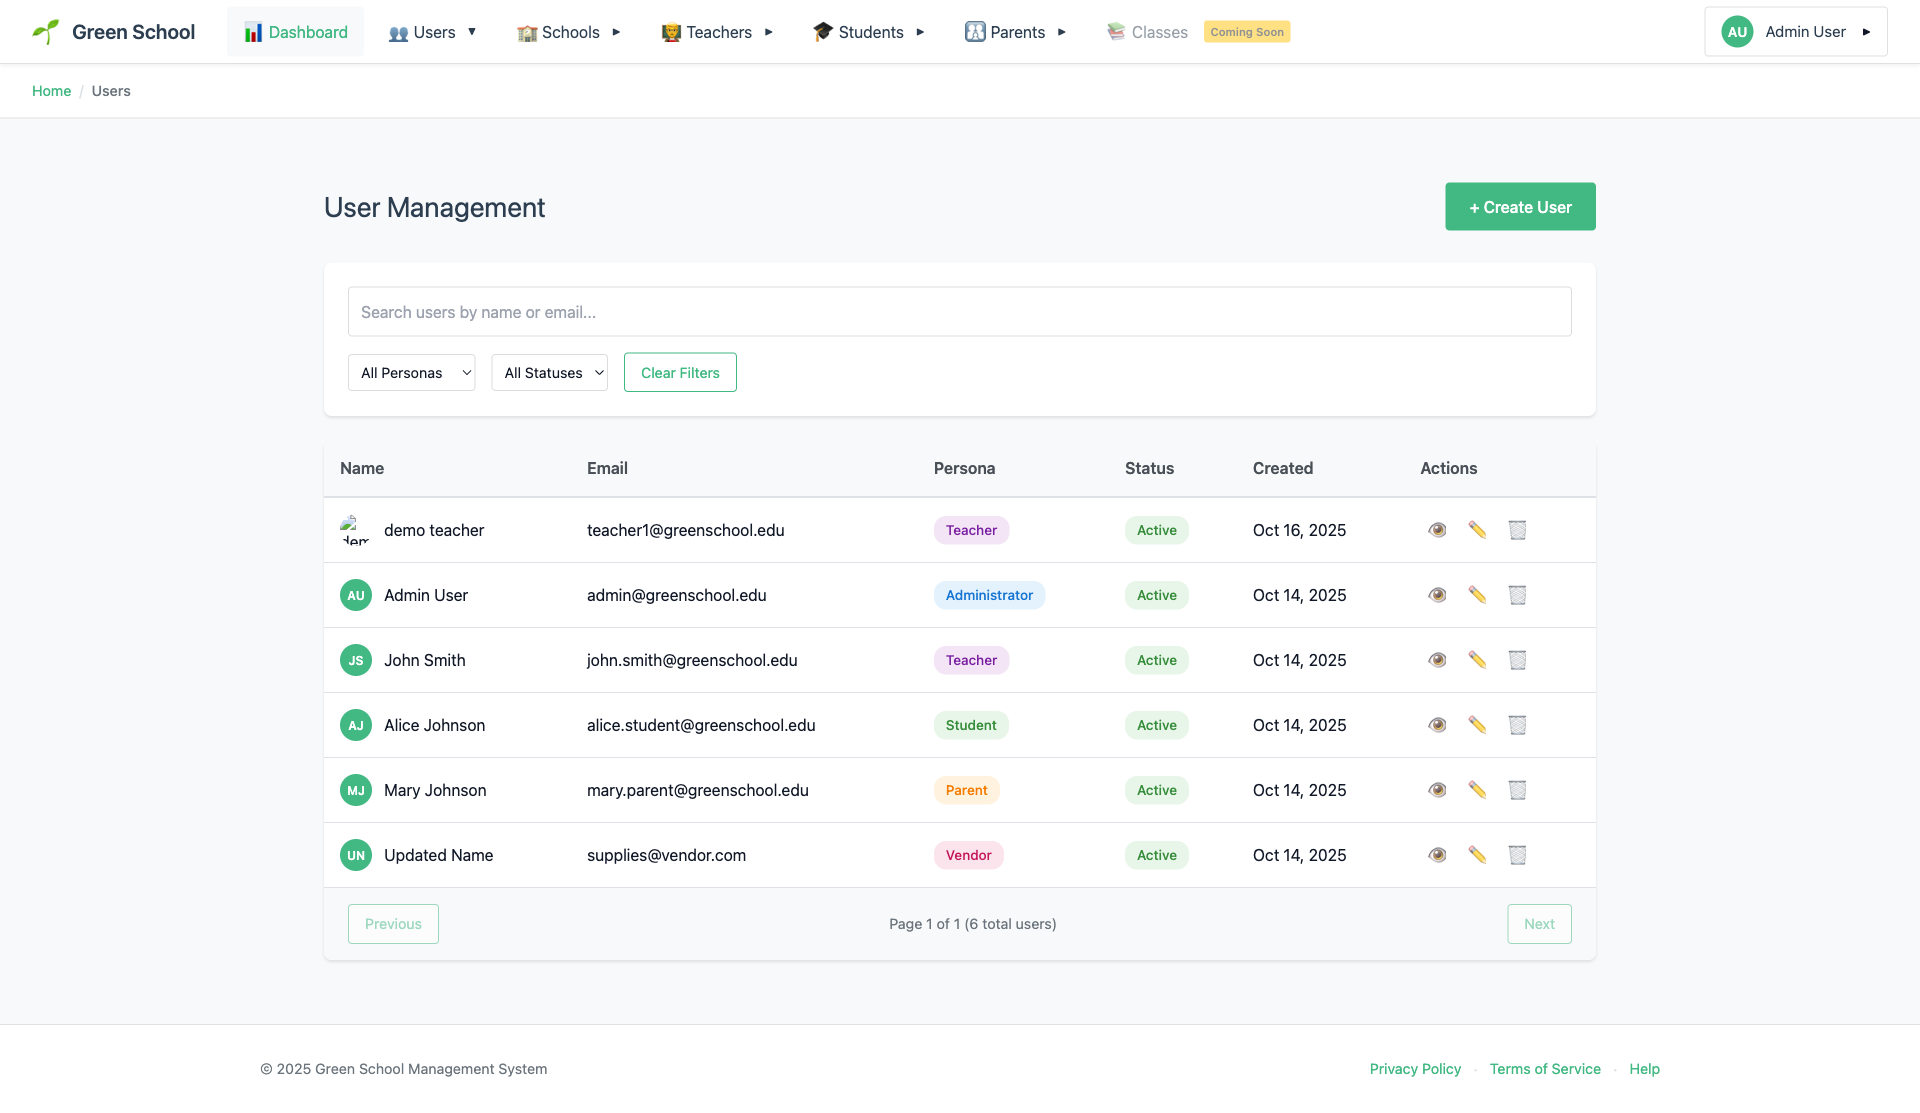 Green School
Dashboard
Users
Schools
Teachers
Students
Parents
Classes
Coming Soon
AU
Admin User
Home / Users
User Management
+ Create User
Search users by name or email...
All Personas
All Statuses
Clear Filters
Name Email Persona Status Created Actions
dem demo teacher teacher1@greenschool.edu Teacher Active Oct 16, 2025
AU Admin User admin@greenschool.edu Administrator Active Oct 14, 2025
JS John Smith john.smith@greenschool.edu Teacher Active Oct 14, 2025
AJ Alice Johnson alice.student@greenschool.edu Student Active Oct 14, 2025
MJ Mary Johnson mary.parent@greenschool.edu Parent Active Oct 14, 2025
UN Updated Name supplies@vendor.com Vendor Active Oct 14, 2025
Previous
Page 1 of 1 (6 total users)
Next
© 2025 Green School Management System
Privacy Policy · Terms of Service · Help